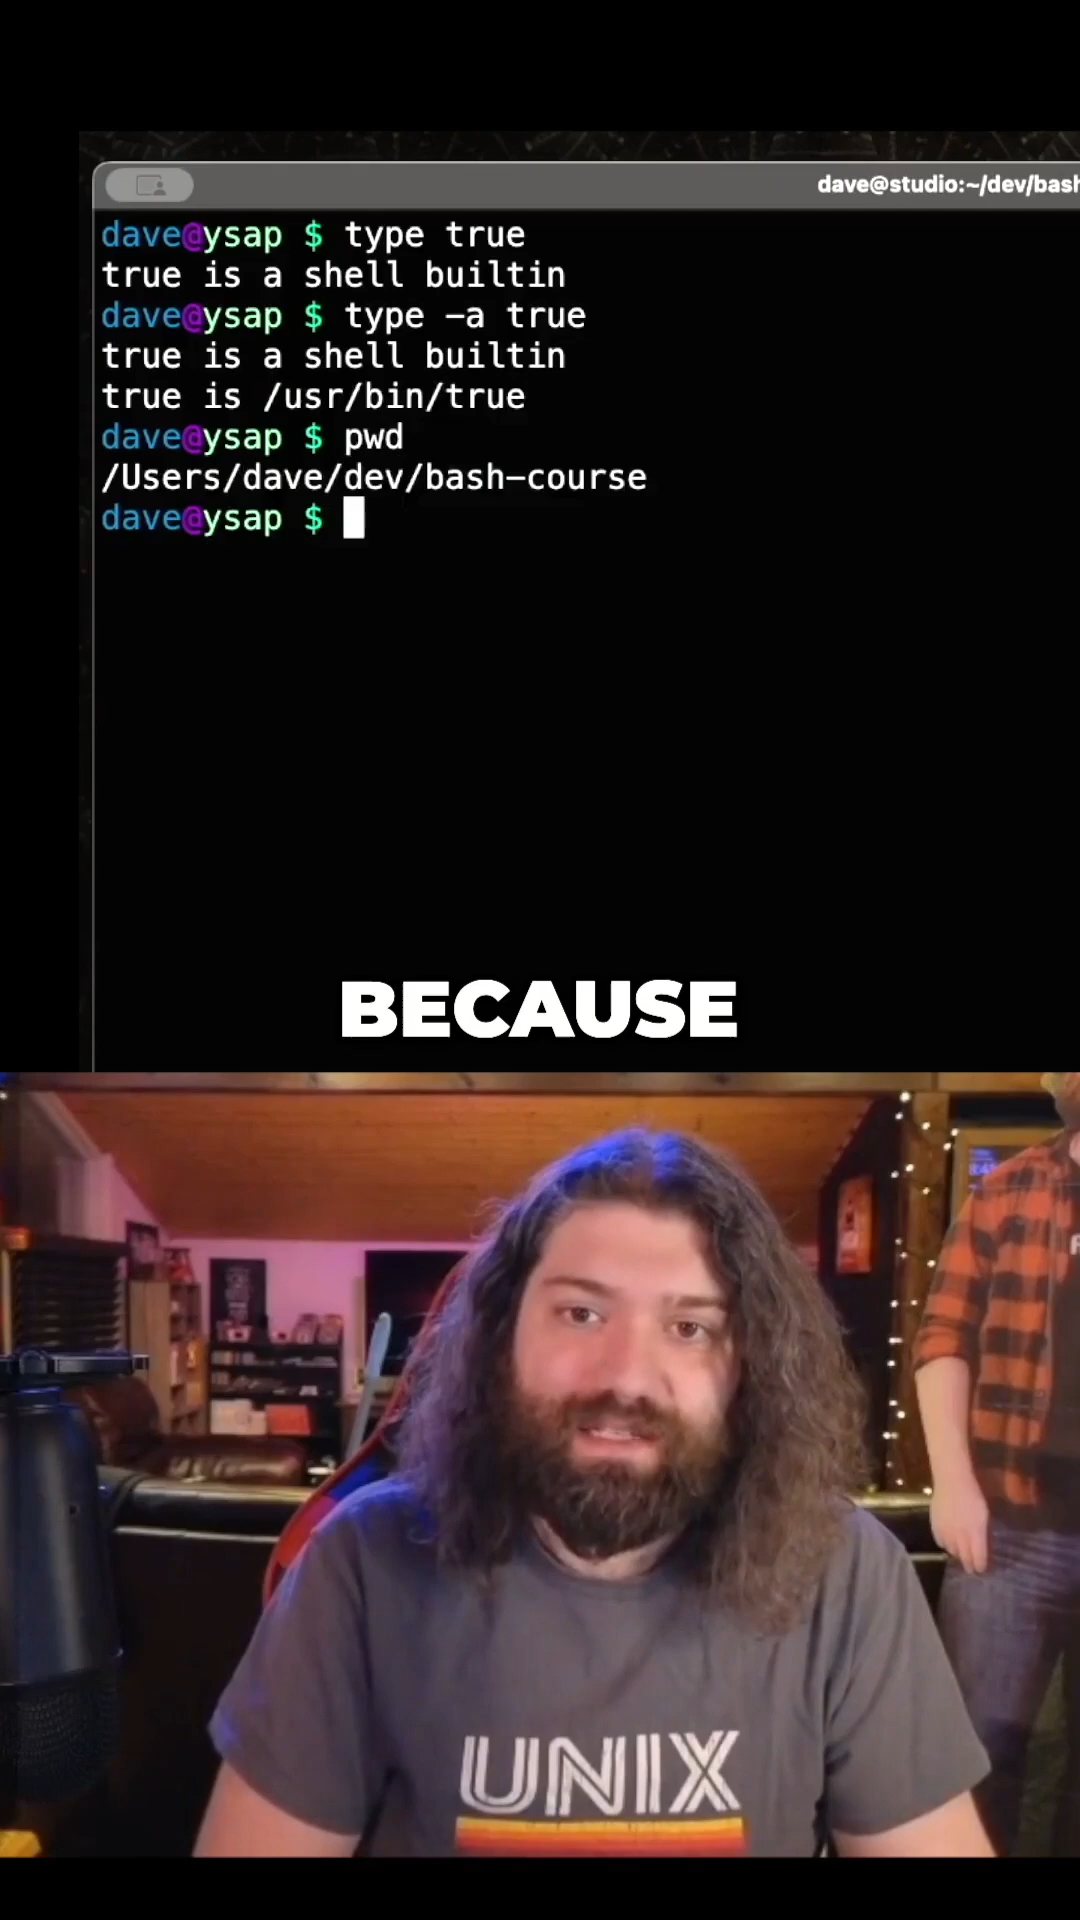 dave@studio:~/dev/bash
dave@ysap $ type true
true is a shell builtin
dave@ysap $ type -a true
true is a shell builtin
true is /usr/bin/true
dave@ysap $ pwd
/Users/dave/dev/bash-course
dave@ysap $
BECAUSE
UNIX